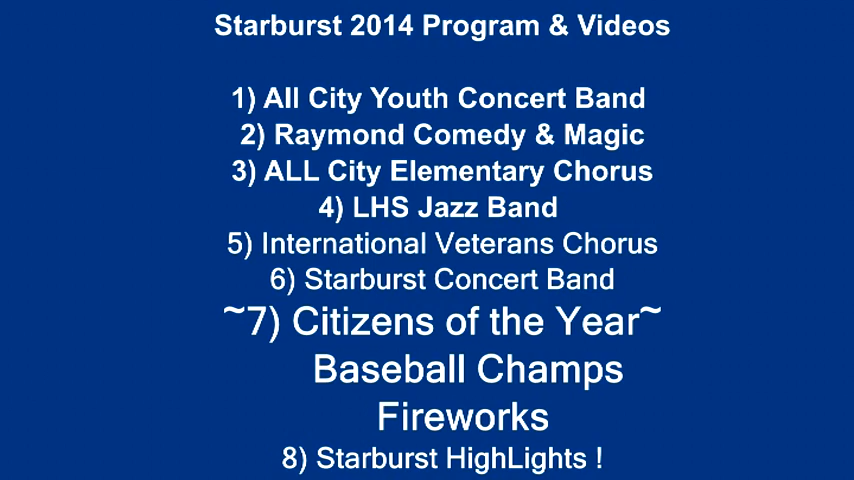 Starburst 2014 Program & Videos
1) All City Youth Concert Band
2) Raymond Comedy & Magic
3) ALL City Elementary Chorus
4) LHS Jazz Band
5) International Veterans Chorus
6) Starburst Concert Band
~7) Citizens of the Year~
Baseball Champs
Fireworks
8) Starburst HighLights !